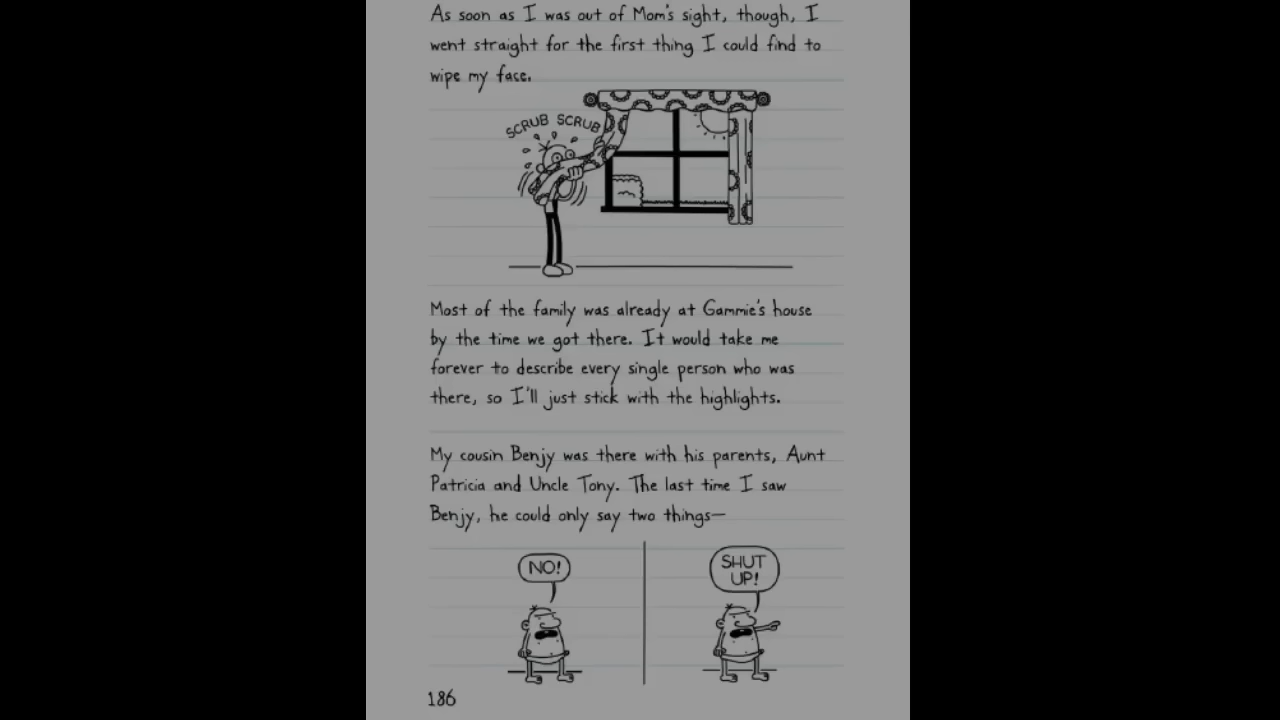 As soon as I was out of Mom's sight, though, I
went straight for the first thing I could find to
wipe my face.
SCRUB SCRUB
Most of the family was already at Gammie's house
by the time we got there. It would take me
forever to describe every single person who was
there, so I'll just stick with the highlights.
My cousin Benjy was there with his parents, Aunt
Patricia and Uncle Tony. The last time I saw
Benjy, he could only say two things—
NO!
SHUT
UP!
186